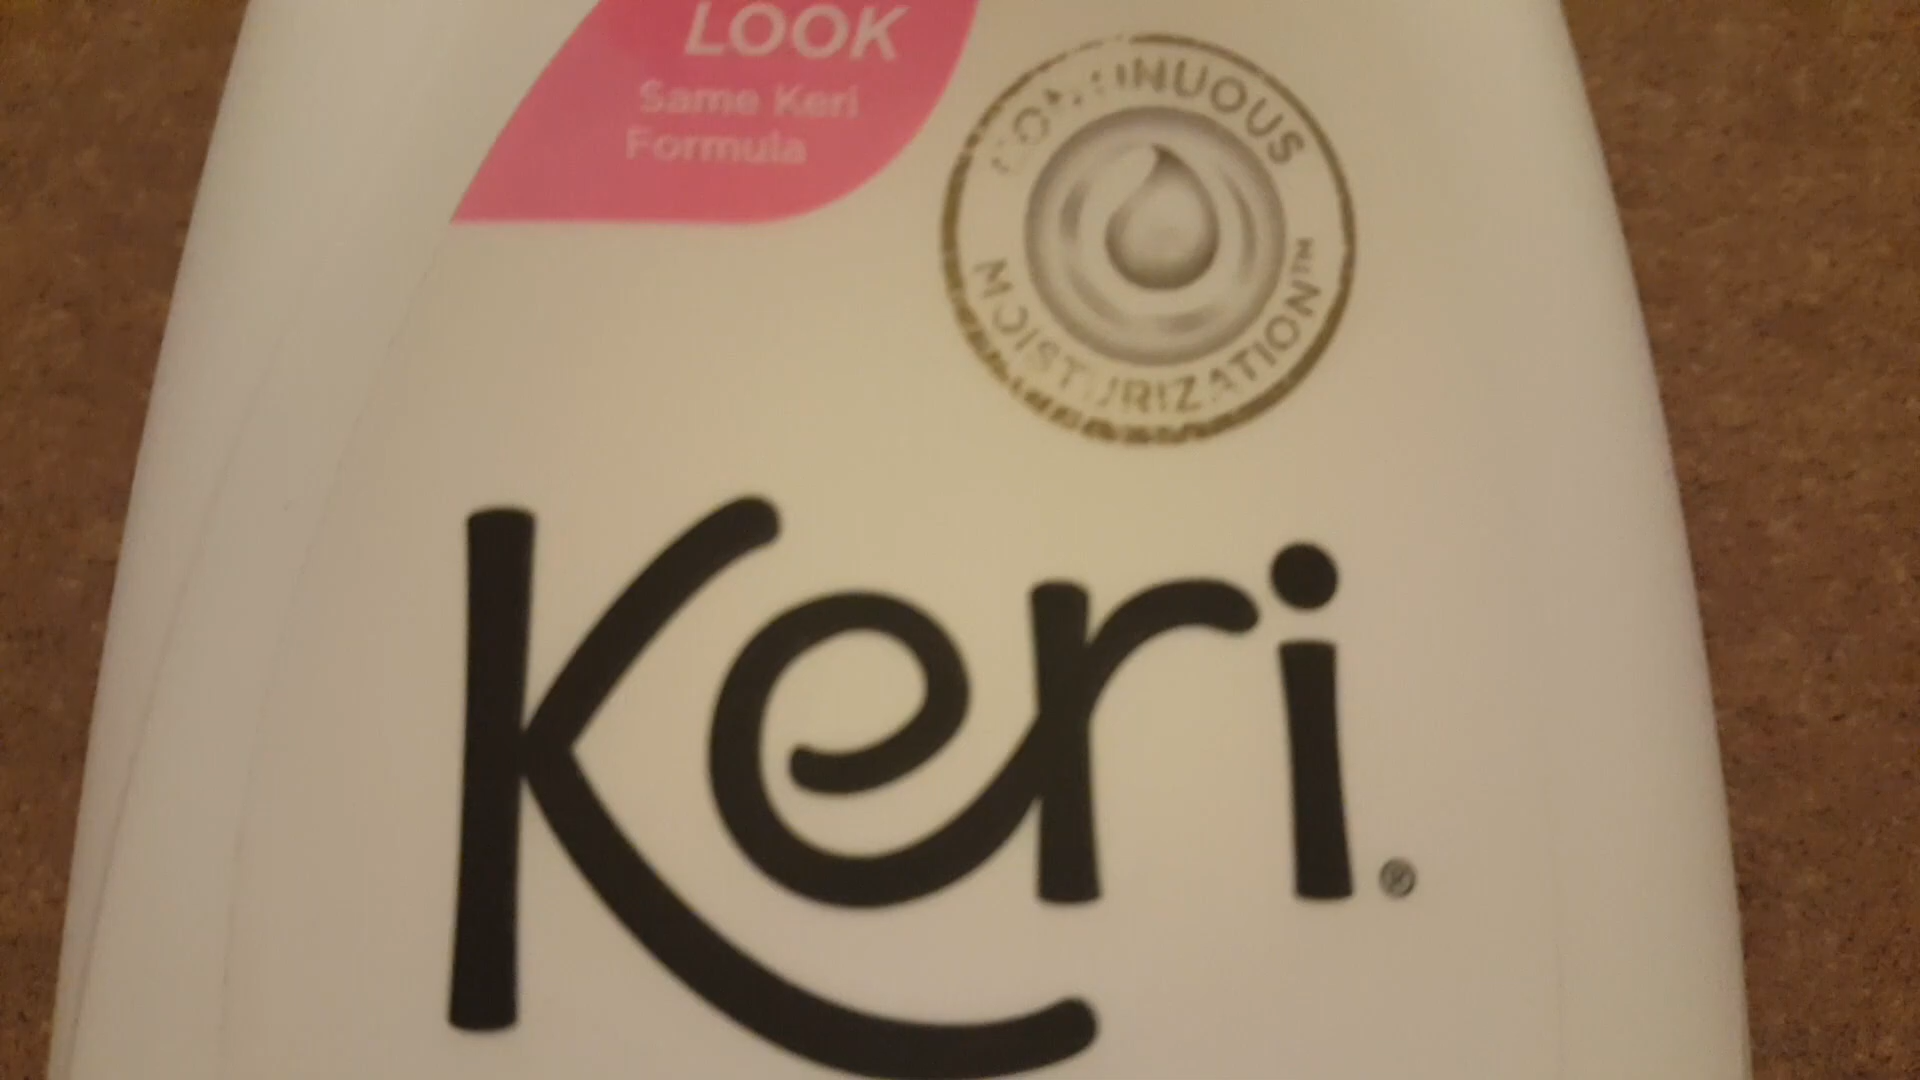 LOOK
Same Keri
Formula
CONTINUOUS
MOISTURIZATION™
Keri®